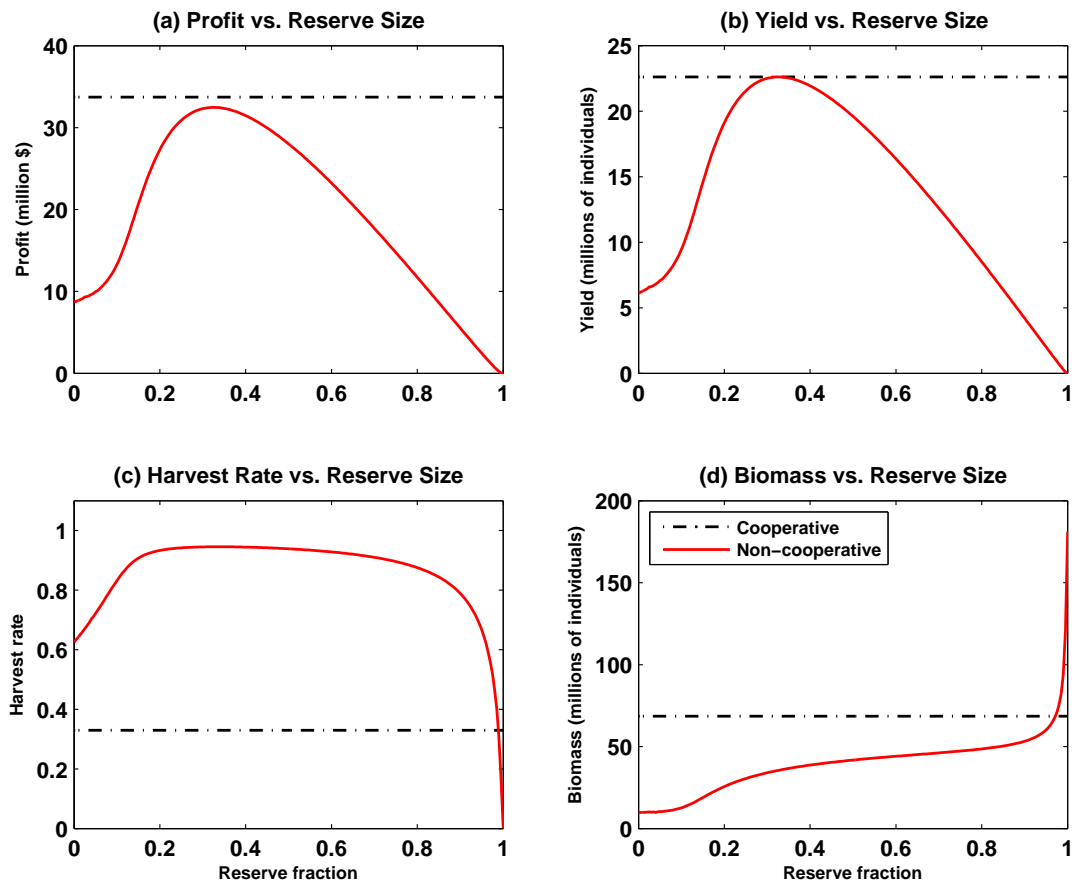 (a) Profit vs. Reserve Size
40
30
20
10
0
Profit (million $)
0 0.2 0.4 0.6 0.8 1
(b) Yield vs. Reserve Size
25
20
15
10
5
0
Yield (millions of individuals)
0 0.2 0.4 0.6 0.8 1
(c) Harvest Rate vs. Reserve Size
1
0.8
0.6
0.4
0.2
0
Harvest rate
0 0.2 0.4 0.6 0.8 1
Reserve fraction
(d) Biomass vs. Reserve Size
200
150
100
50
0
Biomass (millions of individuals)
Cooperative
Non−cooperative
0 0.2 0.4 0.6 0.8 1
Reserve fraction